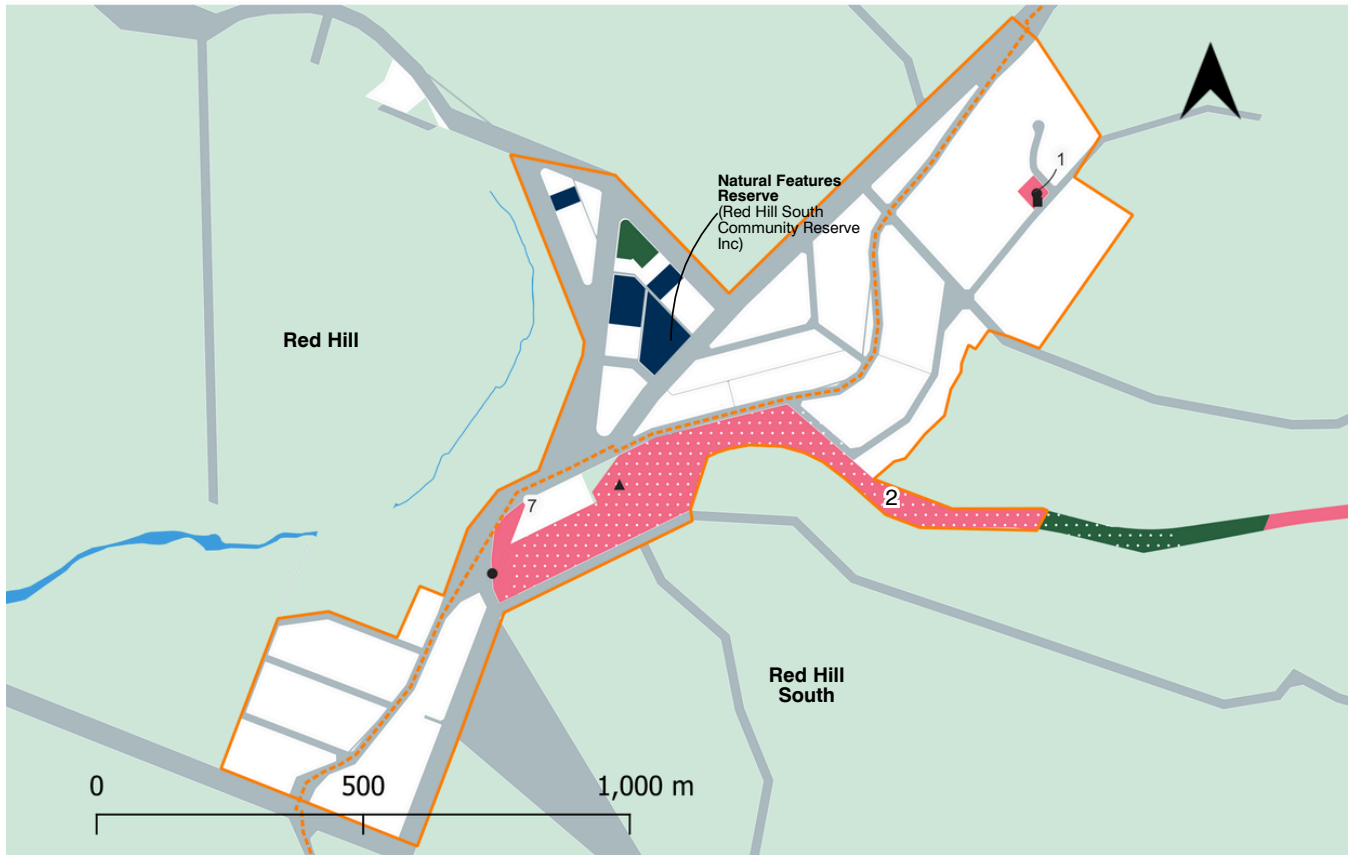 1
Natural Features
Reserve
(Red Hill South
Community Reserve
Inc)
Red Hill
2
7
Red Hill
South
0 500 1,000 m